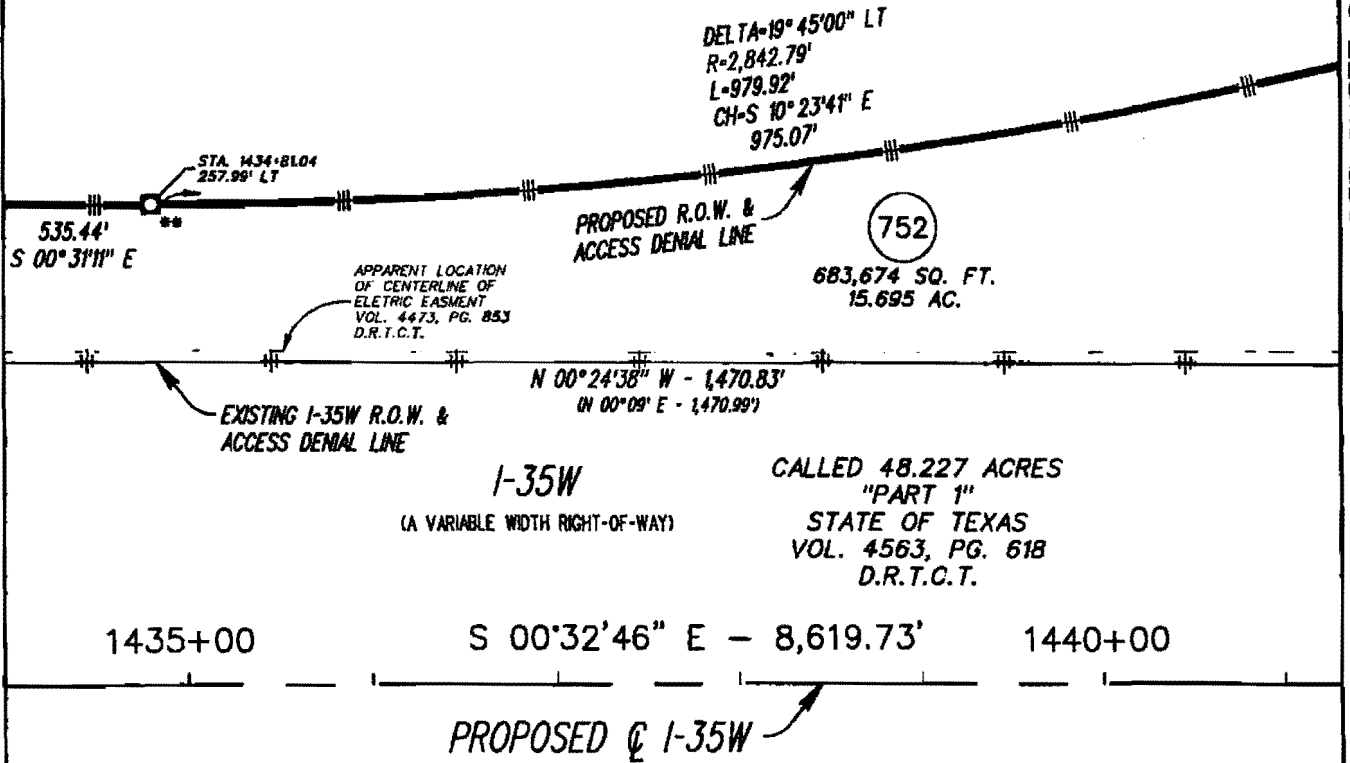 DELTA=19°45'00" LT
R=2,842.79'
L=979.92'
CH=S 10°23'41" E
975.07'
STA. 1434+81.04
257.99' LT
**
535.44'
S 00°31'11" E
PROPOSED R.O.W. &
ACCESS DENIAL LINE
752
683,674 SQ. FT.
15.695 AC.
APPARENT LOCATION
OF CENTERLINE OF
ELETRIC EASMENT
VOL. 4473, PG. 853
D.R.T.C.T.
N 00°24'38" W - 1,470.83'
(N 00°09' E - 1,470.99')
EXISTING I-35W R.O.W. &
ACCESS DENIAL LINE
I-35W
(A VARIABLE WIDTH RIGHT-OF-WAY)
CALLED 48.227 ACRES
"PART 1"
STATE OF TEXAS
VOL. 4563, PG. 618
D.R.T.C.T.
1435+00
S 00°32'46" E - 8,619.73'
1440+00
PROPOSED ℄ I-35W